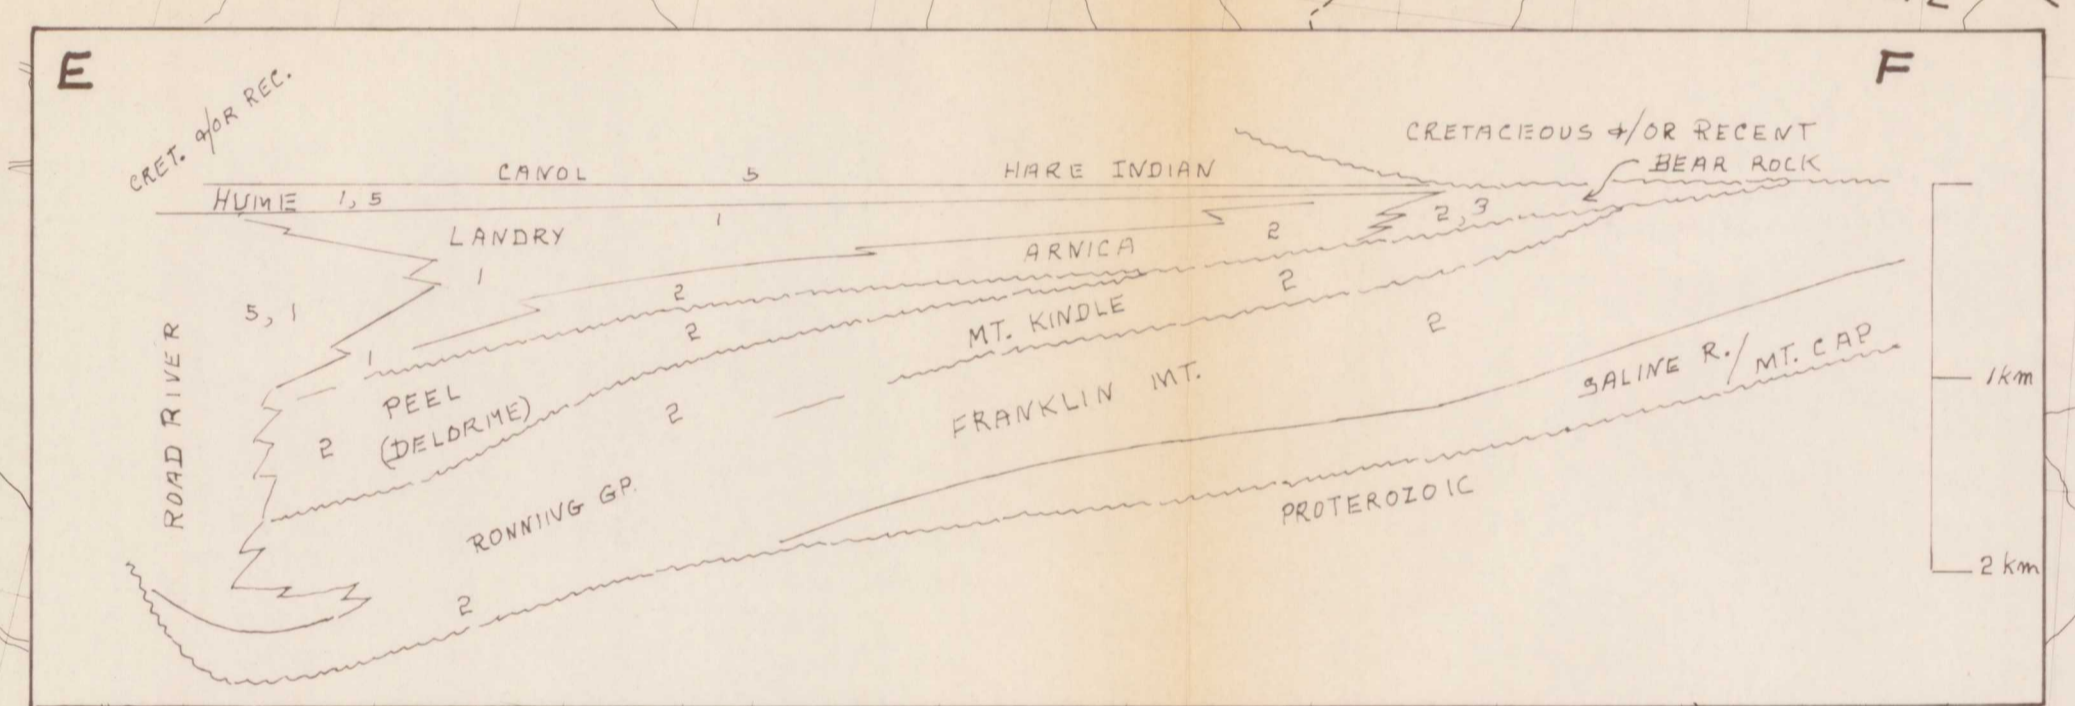 E
F
CRET. &/OR REC.
CRETACEOUS &/OR RECENT
BEAR ROCK
CANOL 5 HARE INDIAN
HUME 1, 5
LANDRY 1
ARNICA 2
2, 3
1
5, 1
2
2
MT. KINDLE 2
1
PEEL
(DELORME)
2
2
FRANKLIN MT.
2
SALINE R./MT. CAP
ROAD RIVER
RONNING GP.
PROTEROZOIC
2
1km
2 km